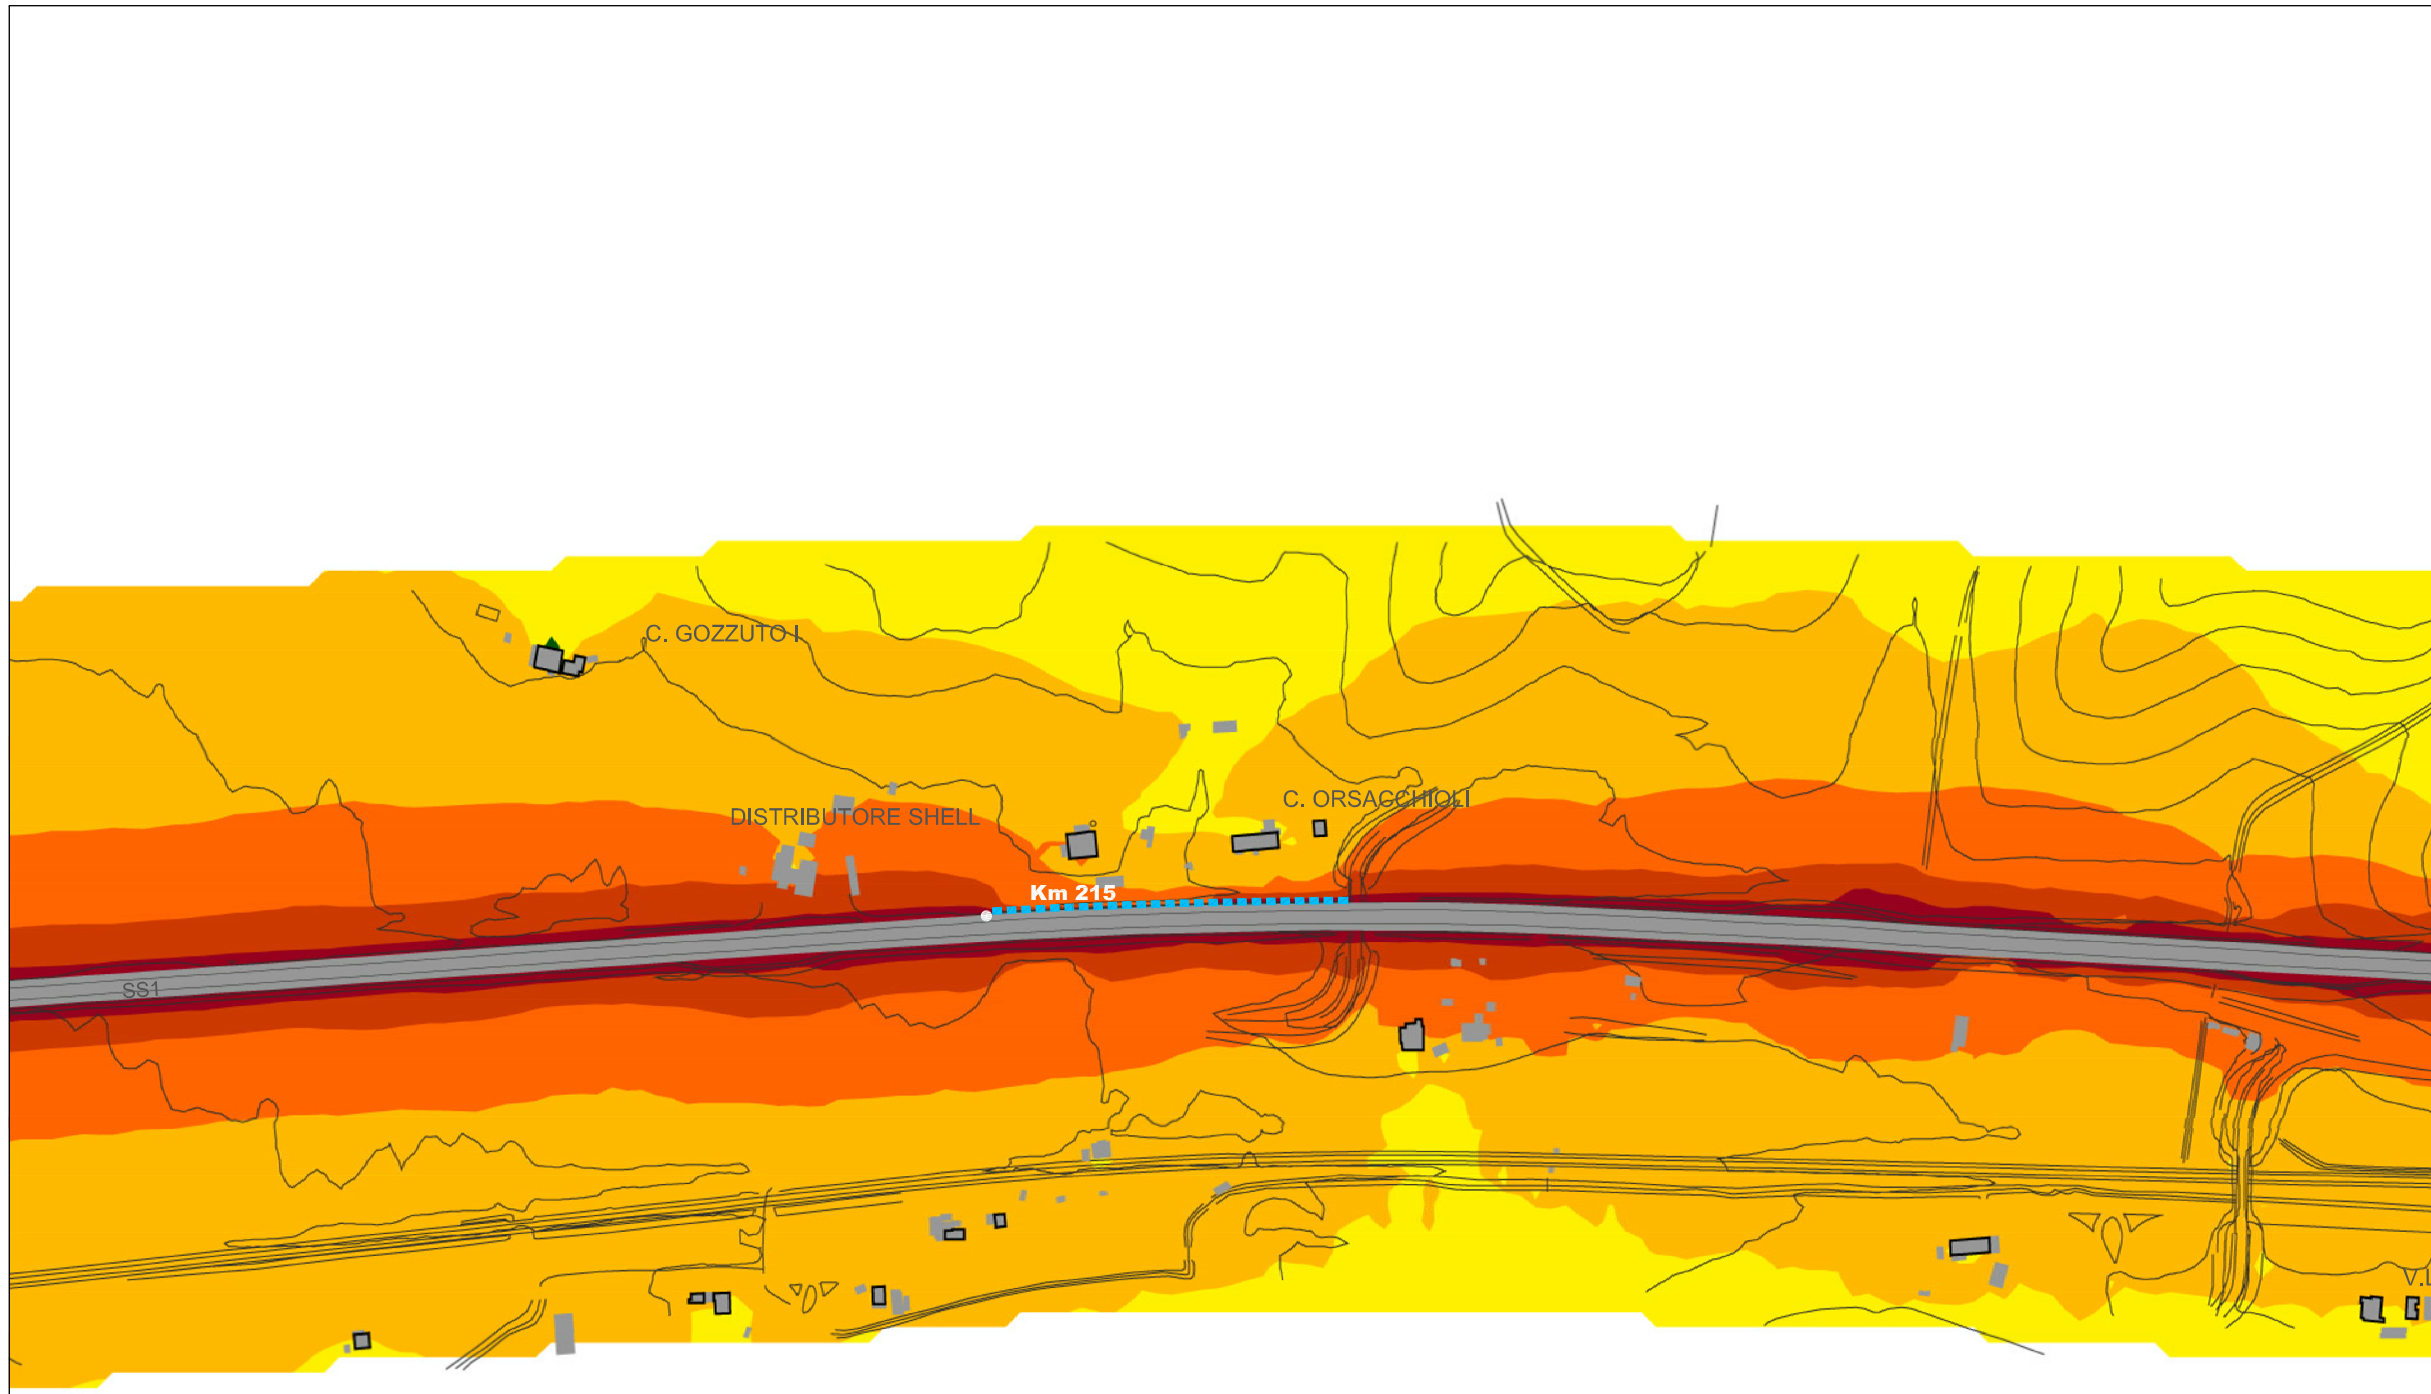 C. GOZZUTO I
C. ORSACCHIOLI
DISTRIBUTORE SHELL
Km 215
SS1